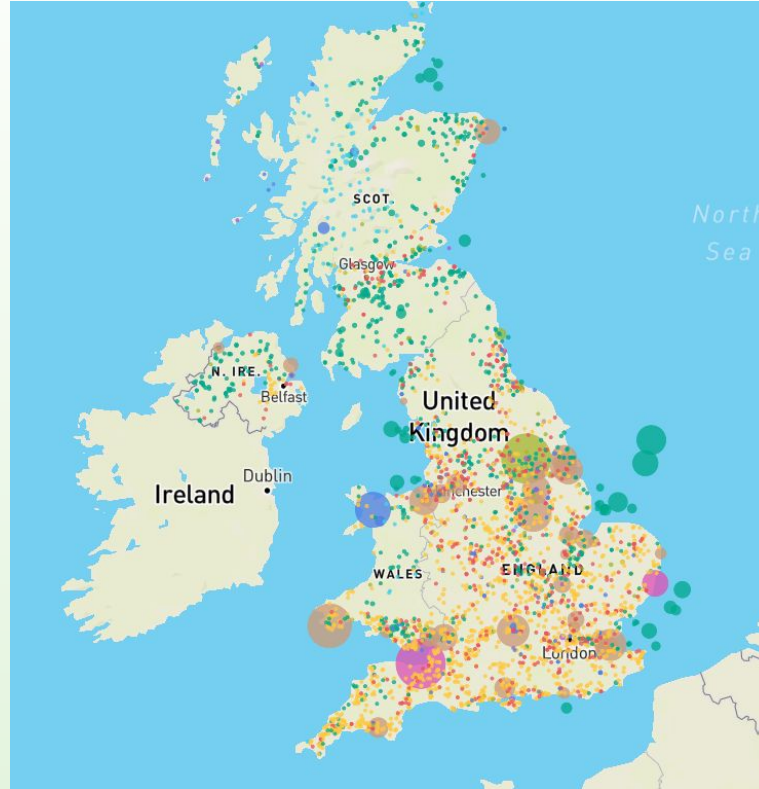 SCOT.
North
Sea
Glasgow
N. IRE.
Belfast
United
Kingdom
Dublin
Ireland
Manchester
WALES
ENGLAND
London